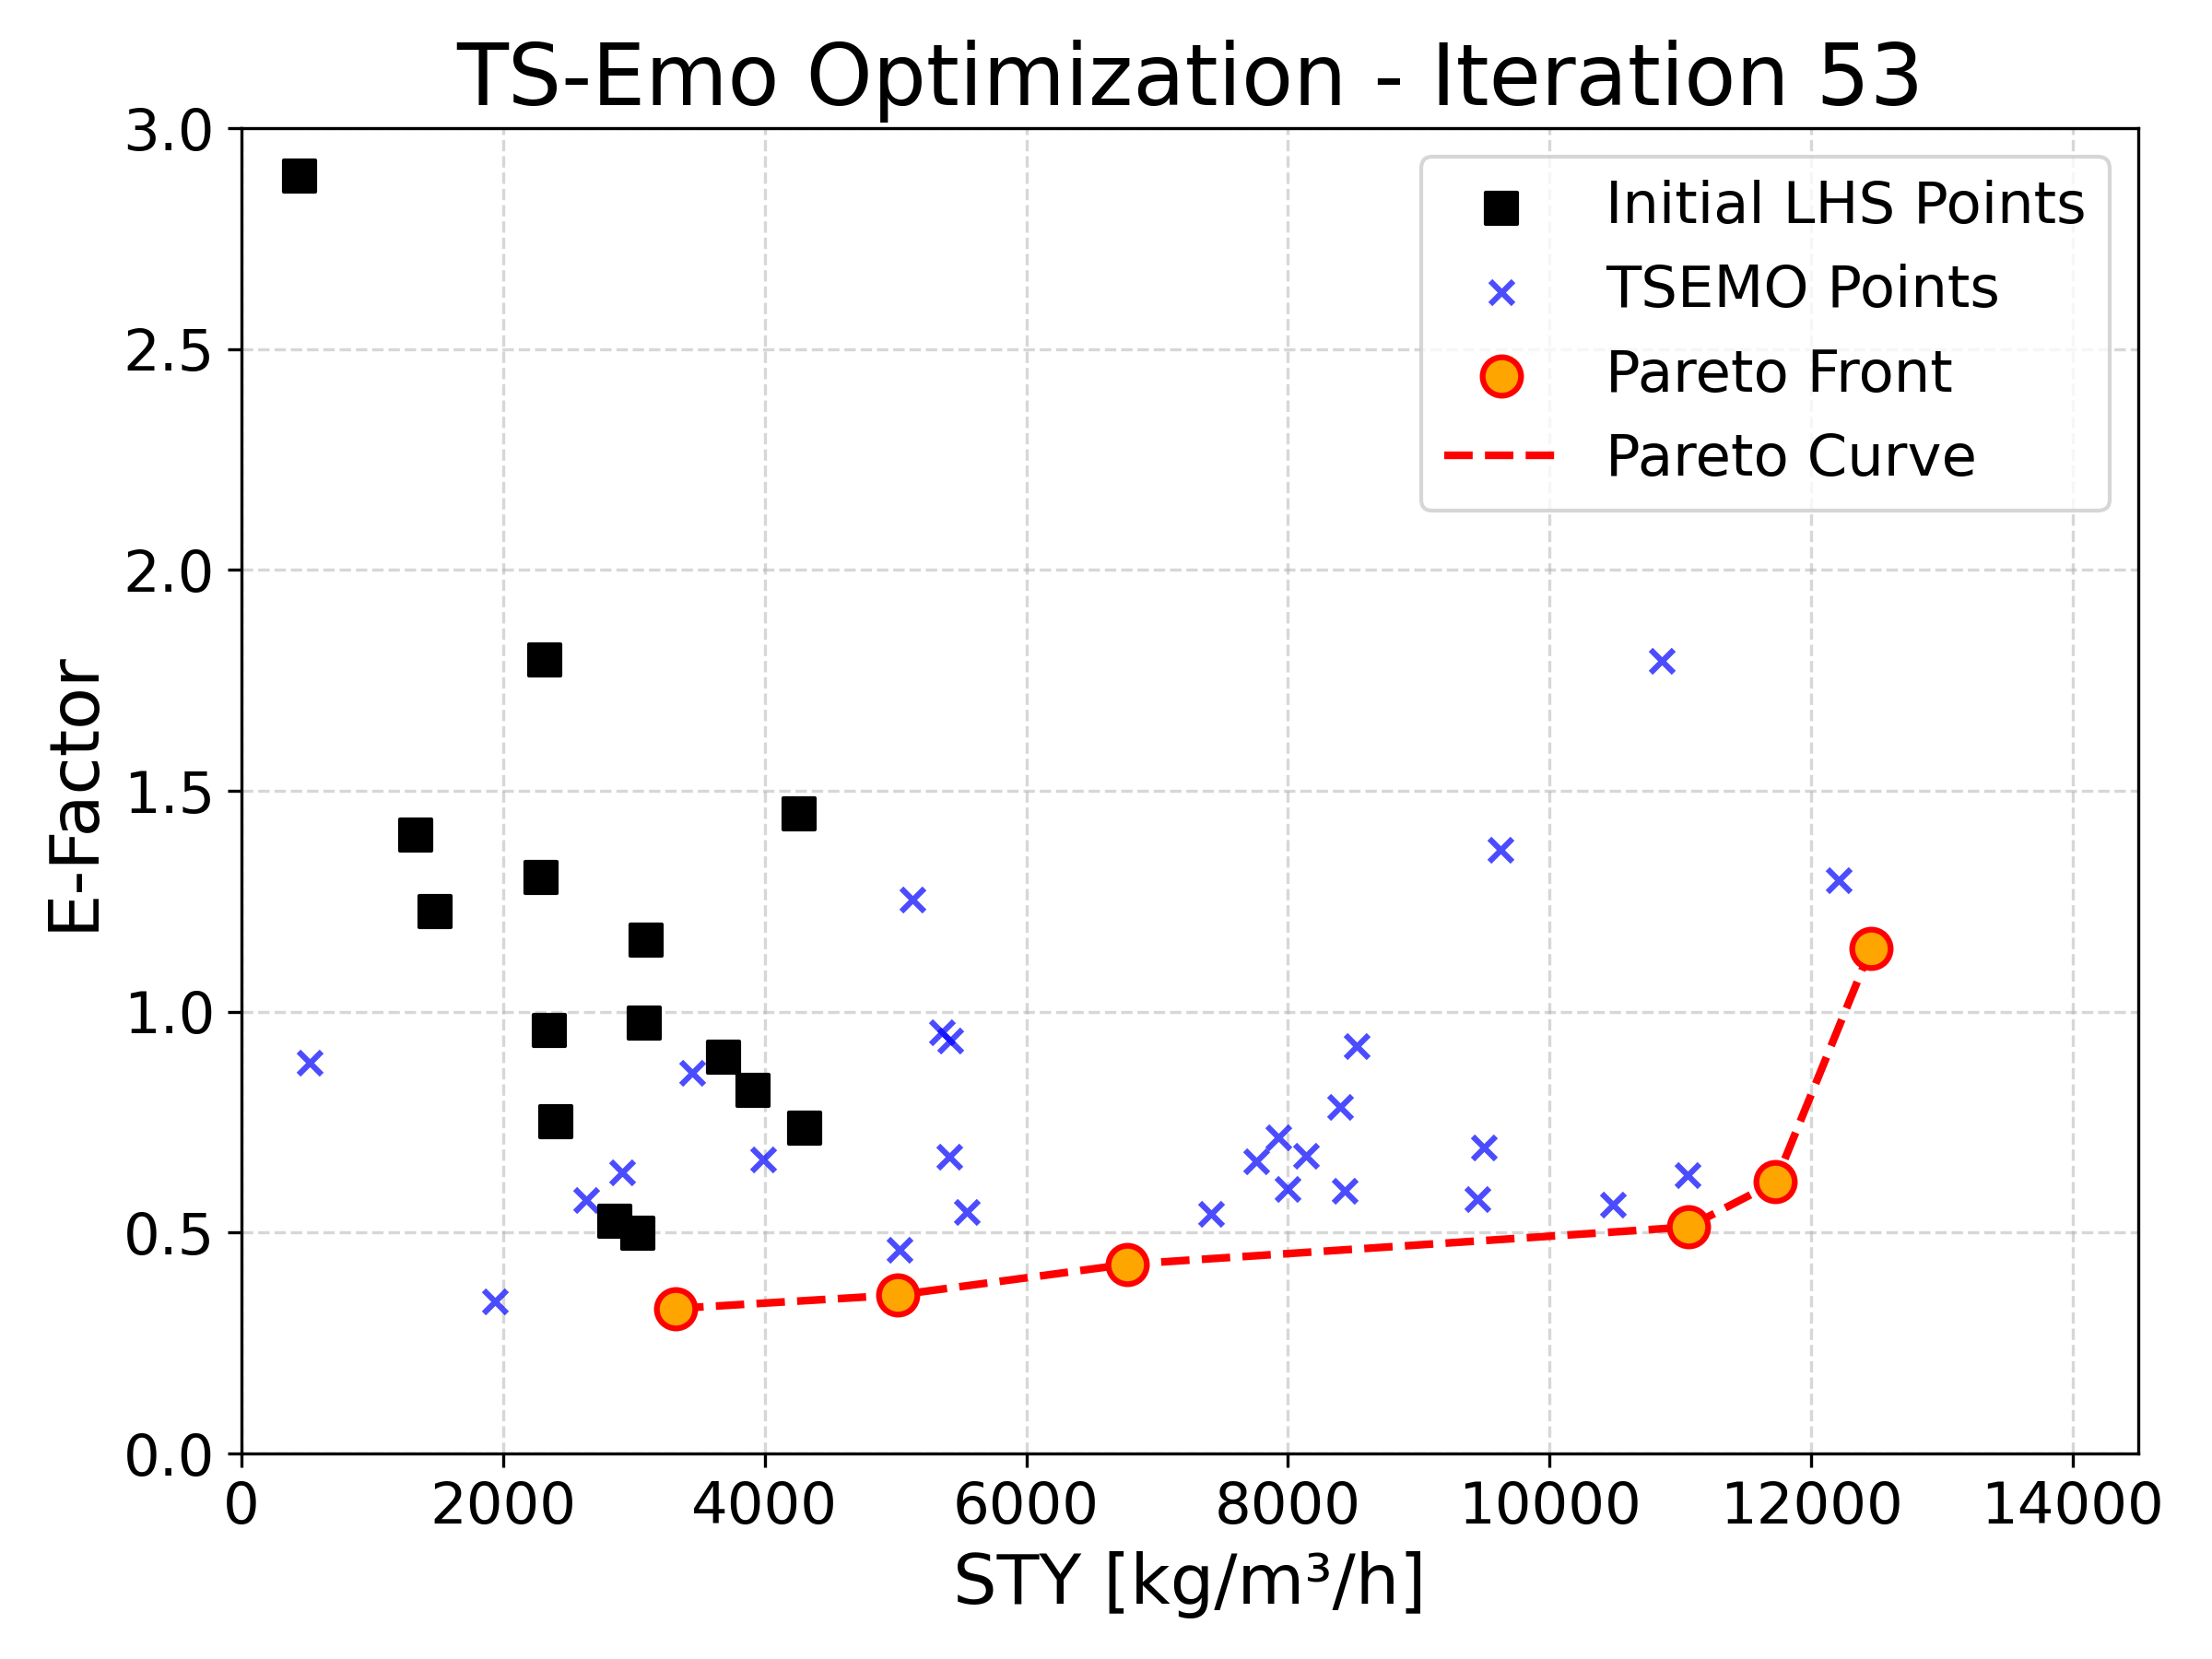 TS-Emo Optimization - Iteration 53
3.0
2.5
2.0
1.5
1.0
0.5
0.0
E-Factor
Initial LHS Points
TSEMO Points
Pareto Front
Pareto Curve
0 2000 4000 6000 8000 10000 12000 14000
STY [kg/m³/h]